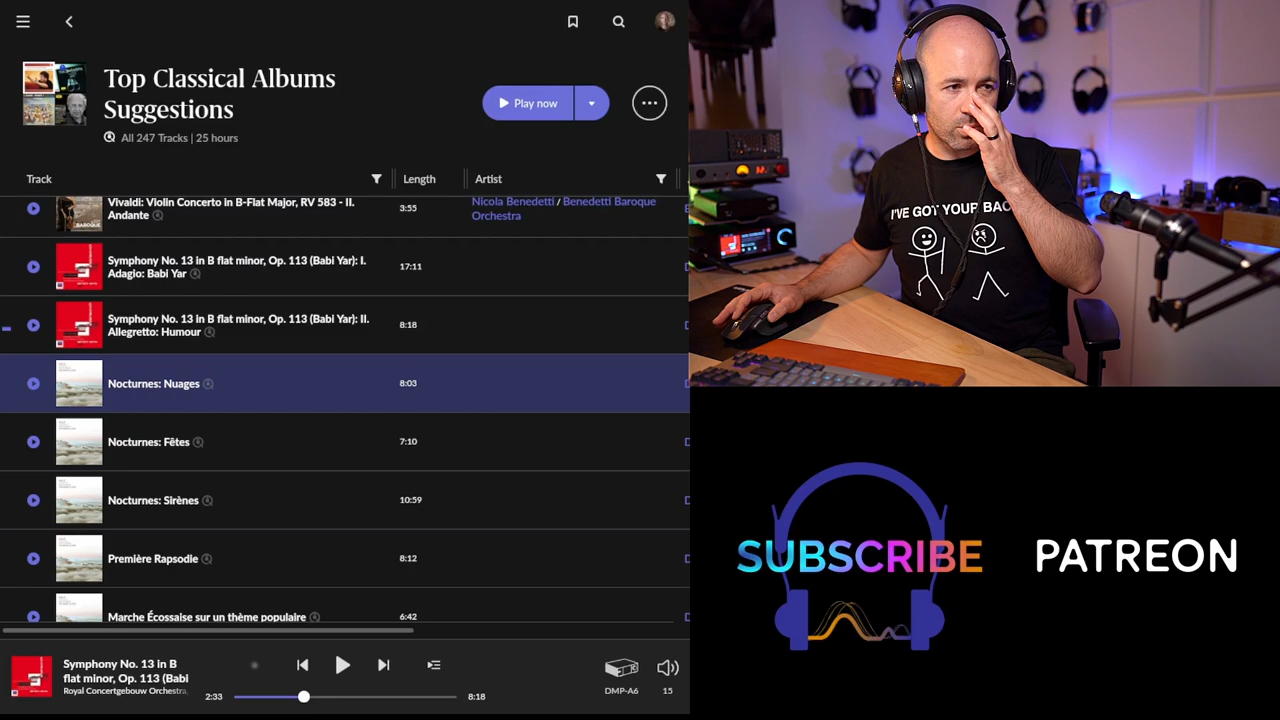 Top Classical Albums
Suggestions
All 247 Tracks | 25 hours
Play now
Track
Length
Artist
Vivaldi: Violin Concerto in B-Flat Major, RV 583 - II.
Andante
3:55
Nicola Benedetti / Benedetti Baroque
Orchestra
Symphony No. 13 in B flat minor, Op. 113 (Babi Yar): I.
Adagio: Babi Yar
17:11
Symphony No. 13 in B flat minor, Op. 113 (Babi Yar): II.
Allegretto: Humour
8:18
Nocturnes: Nuages
8:03
Nocturnes: Fêtes
7:10
Nocturnes: Sirènes
10:59
Première Rapsodie
8:12
Marche Écossaise sur un thème populaire
6:42
Symphony No. 13 in B
flat minor, Op. 113 (Babi
Royal Concertgebouw Orchestra,
2:33
8:18
DMP-A6
15
I'VE GOT YOUR BAC
SUBSCRIBE
PATREON